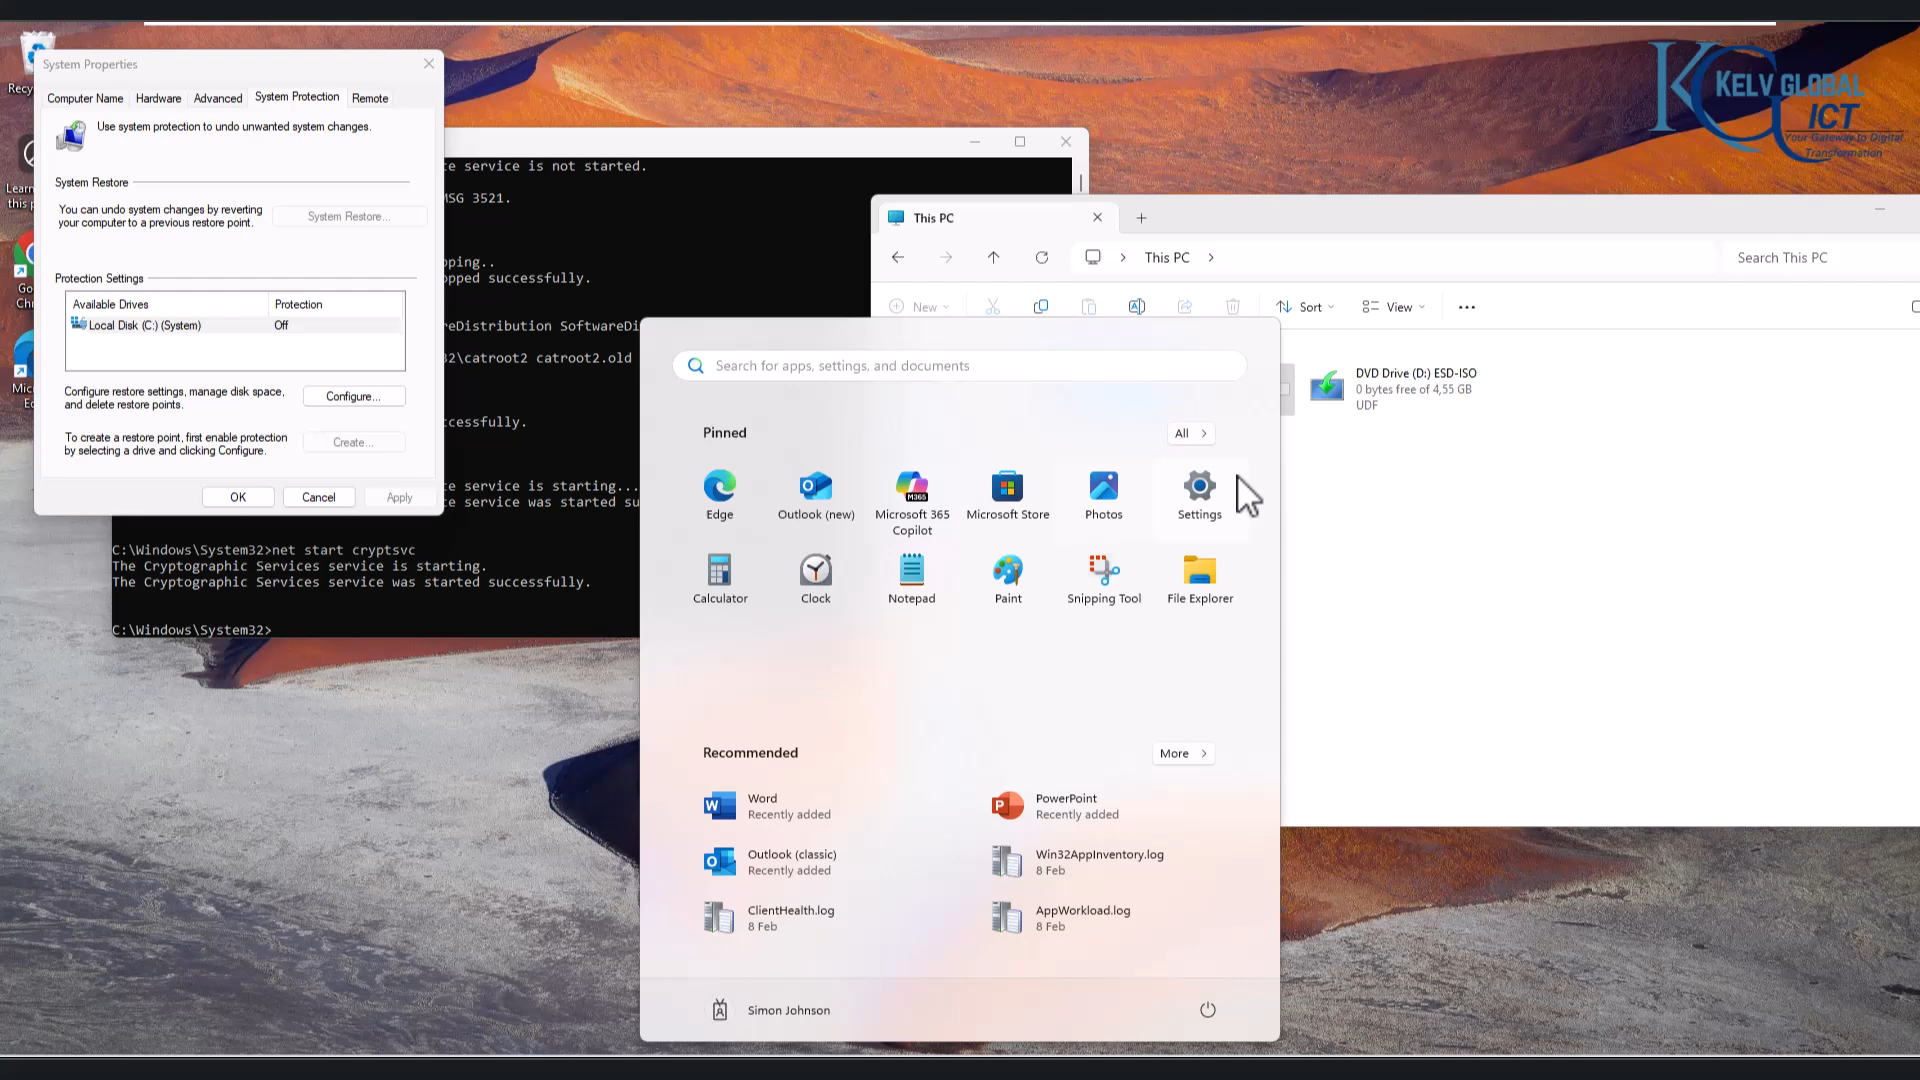 System Properties
Computer Name Hardware Advanced System Protection Remote
Use system protection to undo unwanted system changes.
System Restore
You can undo system changes by reverting
your computer to a previous restore point.
System Restore...
Protection Settings
Available Drives Protection
Local Disk (C:) (System) Off
Configure restore settings, manage disk space,
and delete restore points.
Configure...
To create a restore point, first enable protection
by selecting a drive and clicking Configure.
Create...
OK Cancel Apply
service is not started.
3521.
opped successfully.
catroot2 catroot2.old
service is starting...
service was started
C:\Windows\System32>net start cryptsvc
The Cryptographic Services service is starting.
The Cryptographic Services service was started successfully.
C:\Windows\System32>
KELV GLOBAL
ICT
Your Gateway to Digital
Transformation
This PC
This PC
Search This PC
New
Sort
View
DVD Drive (D:) ESD-ISO
0 bytes free of 4,55 GB
UDF
Search for apps, settings, and documents
Pinned
All
Edge
Outlook (new)
Microsoft 365
Copilot
M365
Microsoft Store
Photos
Settings
Calculator
Clock
Notepad
Paint
Snipping Tool
File Explorer
Recommended
More
Word
Recently added
PowerPoint
Recently added
Outlook (classic)
Recently added
Win32AppInventory.log
8 Feb
ClientHealth.log
8 Feb
AppWorkload.log
8 Feb
Simon Johnson